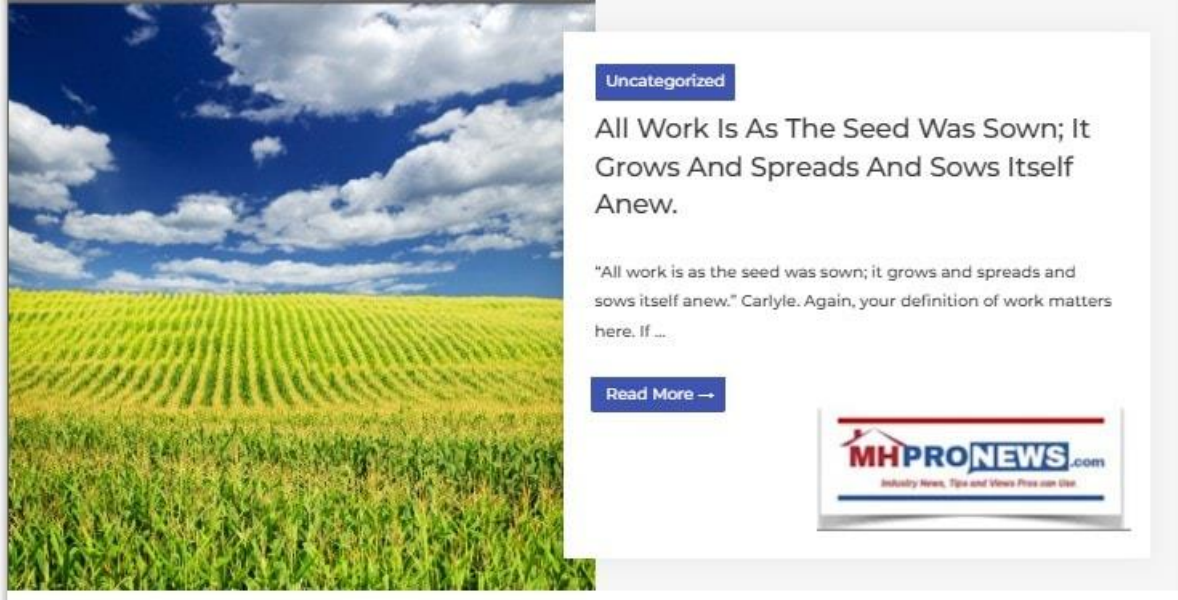 Uncategorized
All Work Is As The Seed Was Sown; It
Grows And Spreads And Sows Itself
Anew.
“All work is as the seed was sown; it grows and spreads and
sows itself anew.” Carlyle. Again, your definition of work matters
here. If ...
Read More →
MHPRONEWS.com
Industry News, Tips and Views Pros can Use